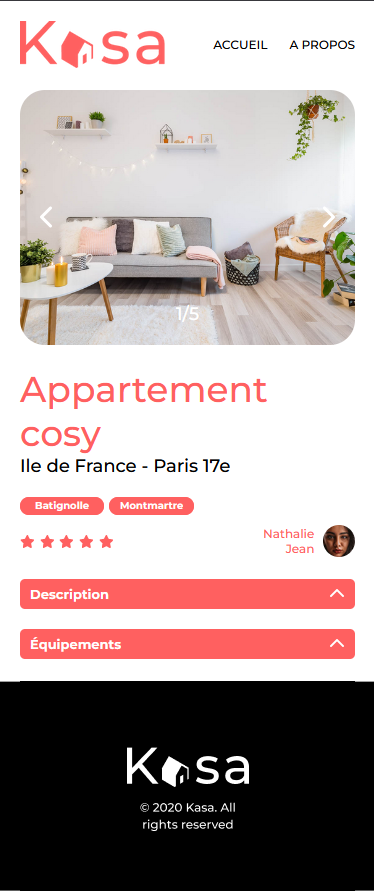 Kasa
ACCUEIL A PROPOS
1/5
Appartement
cosy
Ile de France - Paris 17e
Batignolle Montmartre
Nathalie
Jean
Description
Équipements
Kasa
© 2020 Kasa. All
rights reserved